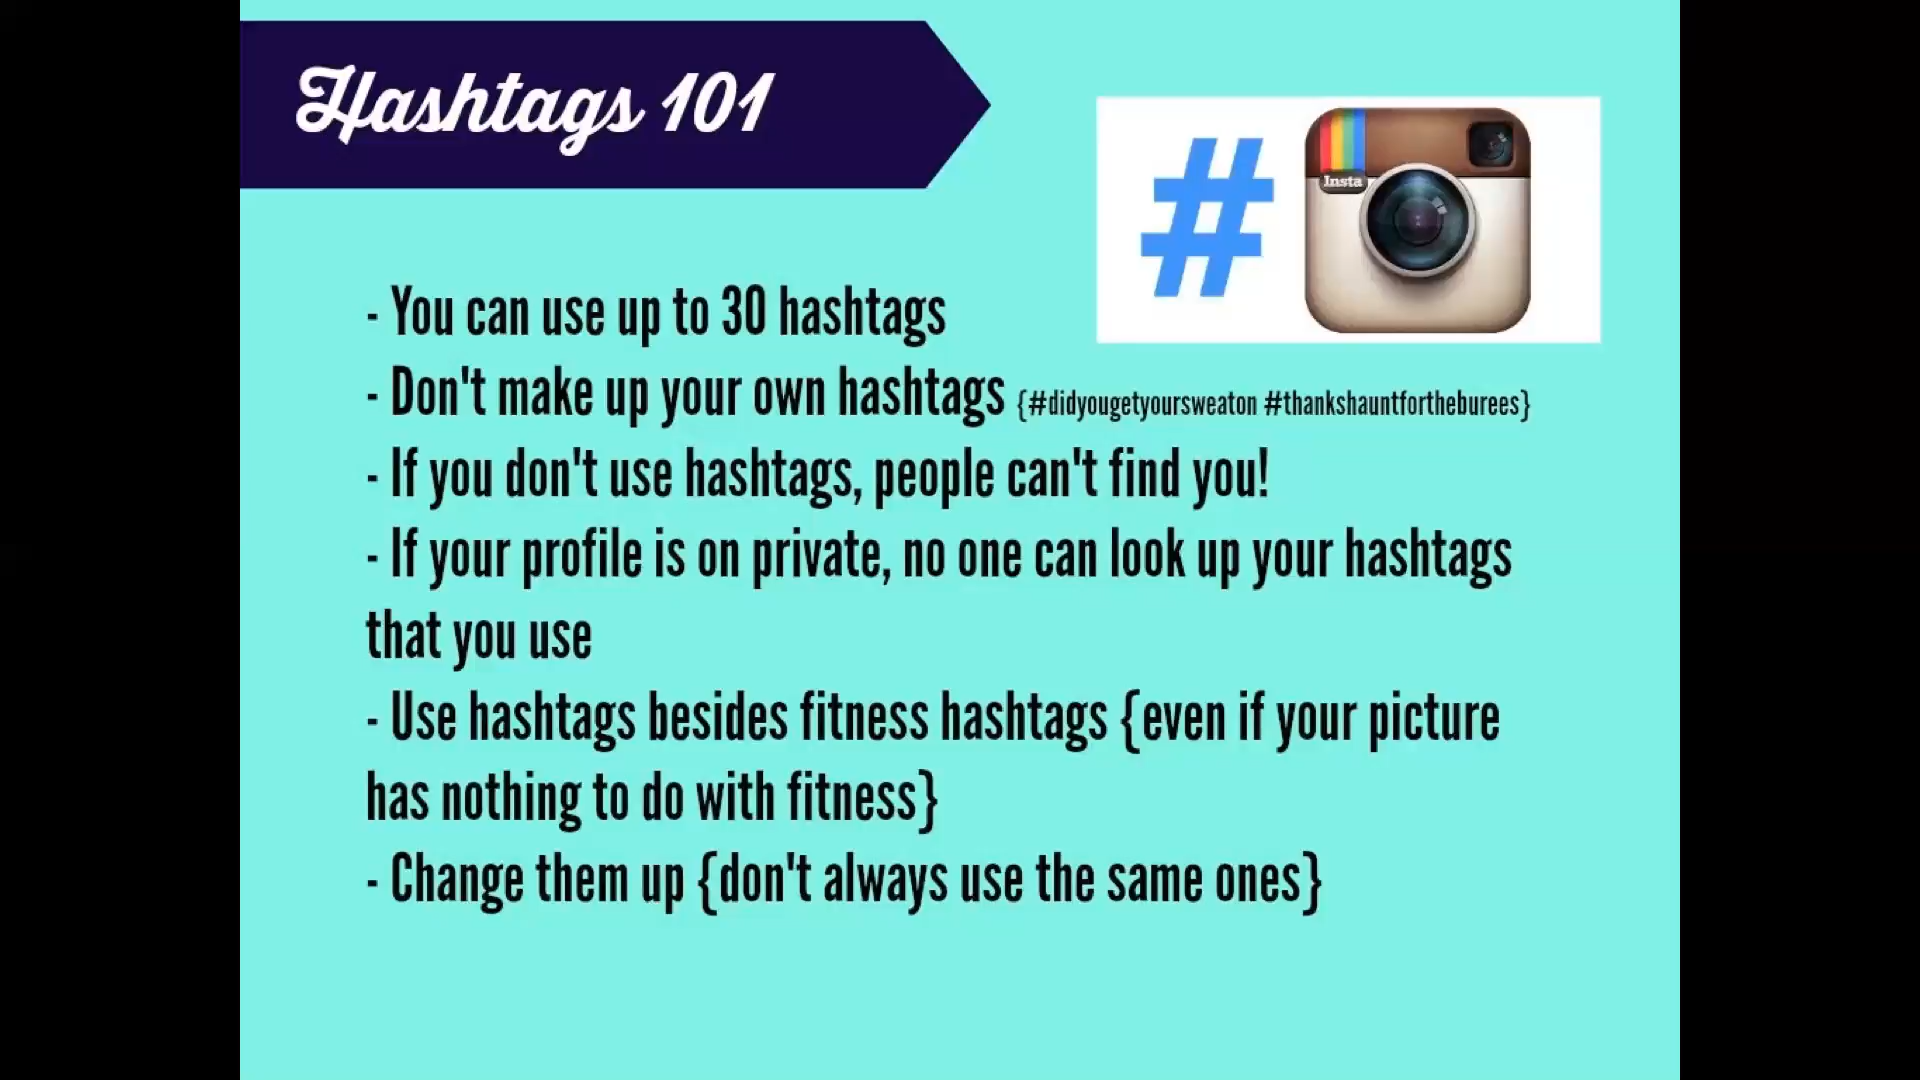 Hashtags 101
#
Insta
- You can use up to 30 hashtags
- Don't make up your own hashtags {#didyougetyoursweaton #thankshauntfortheburees}
- If you don't use hashtags, people can't find you!
- If your profile is on private, no one can look up your hashtags
that you use
- Use hashtags besides fitness hashtags {even if your picture
has nothing to do with fitness}
- Change them up {don't always use the same ones}